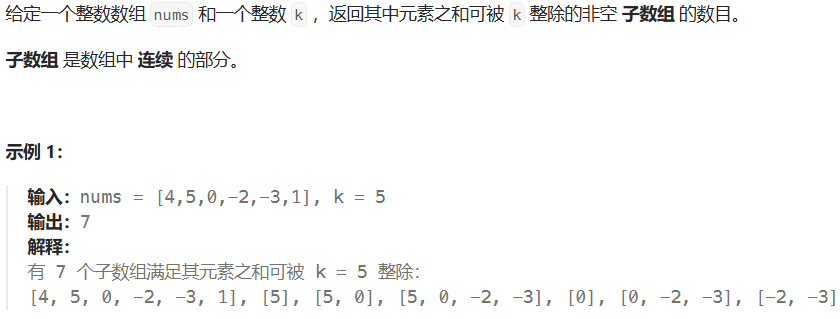 给定一个整数数组 nums 和一个整数 k ，返回其中元素之和可被 k 整除的非空 子数组 的数目。
子数组 是数组中 连续 的部分。
示例 1：
输入：nums = [4,5,0,-2,-3,1], k = 5
输出：7
解释：
有 7 个子数组满足其元素之和可被 k = 5 整除：
[4, 5, 0, -2, -3, 1], [5], [5, 0], [5, 0, -2, -3], [0], [0, -2, -3], [-2, -3]